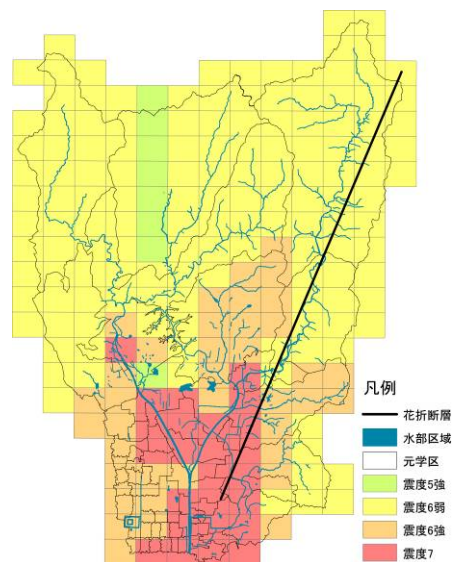 凡例
花折断層
水部区域
元学区
震度5強
震度6弱
震度6強
震度7